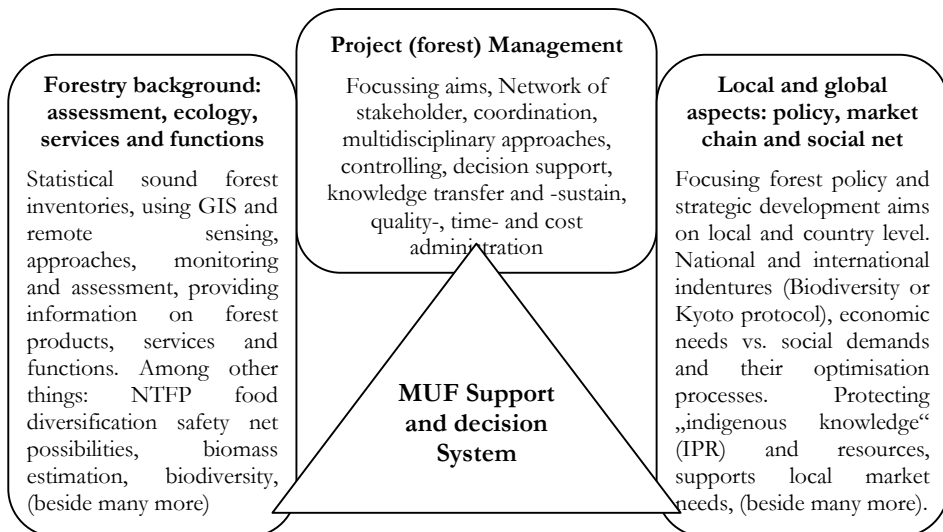 Project (forest) Management
Focussing aims, Network of
stakeholder, coordination,
multidisciplinary approaches,
controlling, decision support,
knowledge transfer and -sustain,
quality-, time- and cost
administration
Forestry background:
assessment, ecology,
services and functions
Statistical sound forest
inventories, using GIS and
remote sensing,
approaches, monitoring
and assessment, providing
information on forest
products, services and
functions. Among other
things: NTFP food
diversification safety net
possibilities, biomass
estimation, biodiversity,
(beside many more)
MUF Support
and decision
System
Local and global
aspects: policy, market
chain and social net
Focusing forest policy and
strategic development aims
on local and country level.
National and international
indentures (Biodiversity or
Kyoto protocol), economic
needs vs. social demands
and their optimisation
processes. Protecting
„indigenous knowledge“
(IPR) and resources,
supports local market
needs, (beside many more).